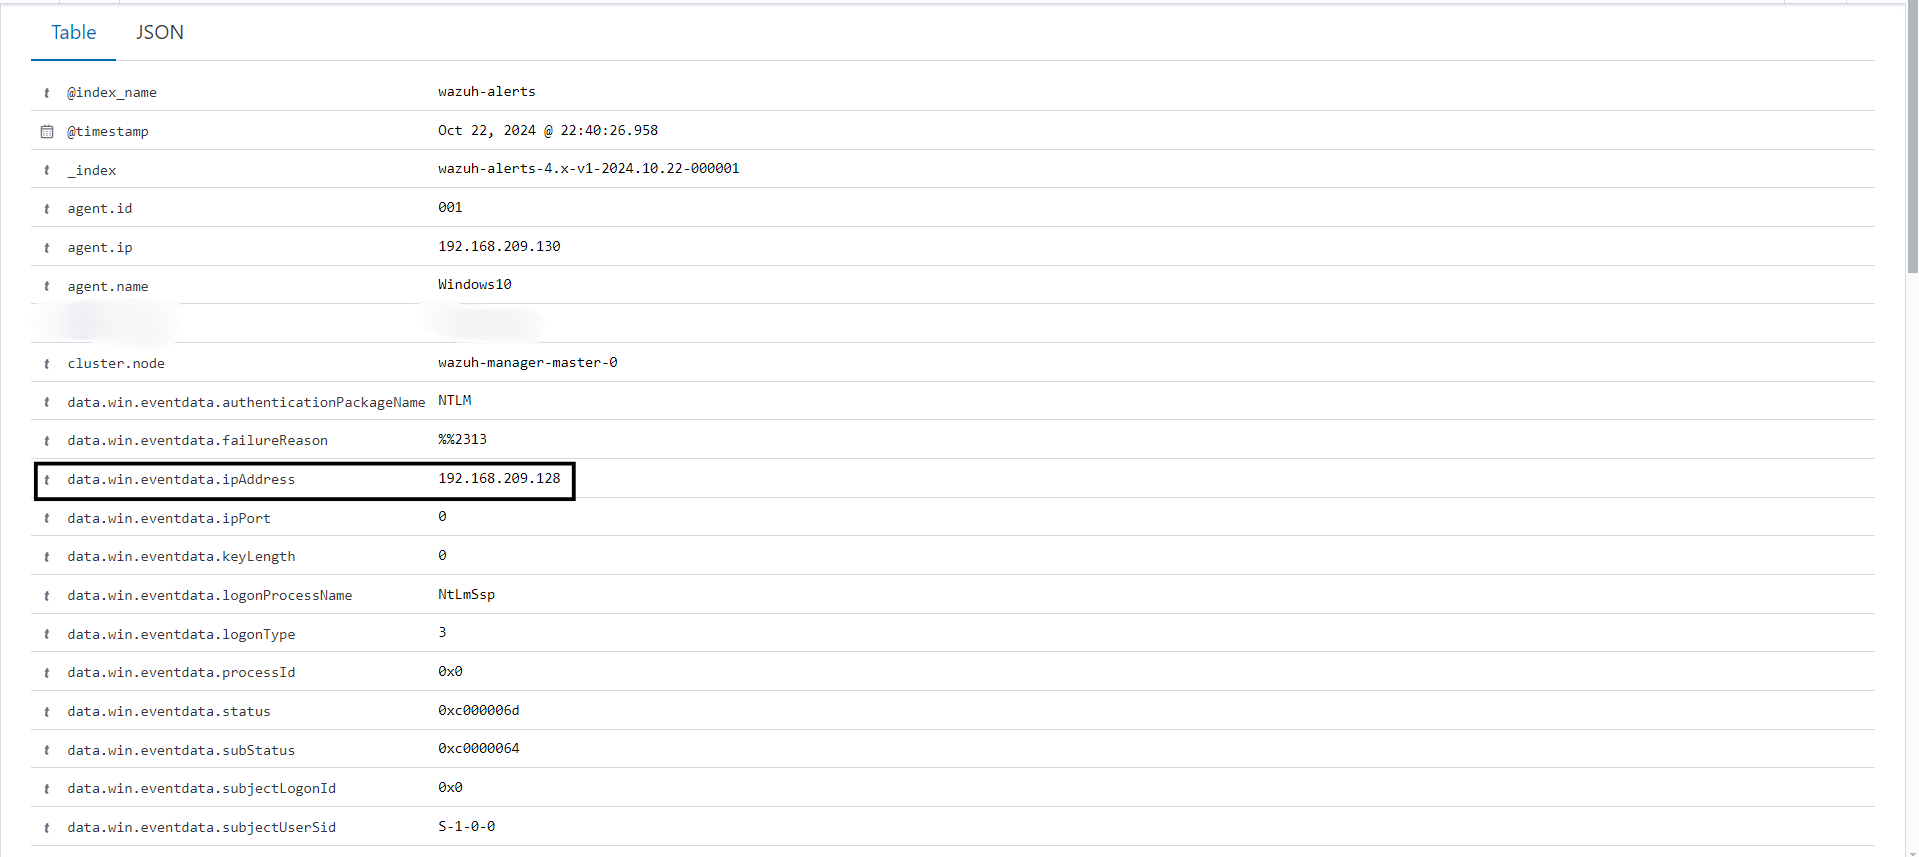 Table JSON
t @index_name wazuh-alerts
@timestamp Oct 22, 2024 @ 22:40:26.958
t _index wazuh-alerts-4.x-v1-2024.10.22-000001
t agent.id 001
t agent.ip 192.168.209.130
t agent.name Windows10
t cluster.node wazuh-manager-master-0
t data.win.eventdata.authenticationPackageName NTLM
t data.win.eventdata.failureReason %%2313
t data.win.eventdata.ipAddress 192.168.209.128
t data.win.eventdata.ipPort 0
t data.win.eventdata.keyLength 0
t data.win.eventdata.logonProcessName NtLmSsp
t data.win.eventdata.logonType 3
t data.win.eventdata.processId 0x0
t data.win.eventdata.status 0xc000006d
t data.win.eventdata.subStatus 0xc0000064
t data.win.eventdata.subjectLogonId 0x0
t data.win.eventdata.subjectUserSid S-1-0-0